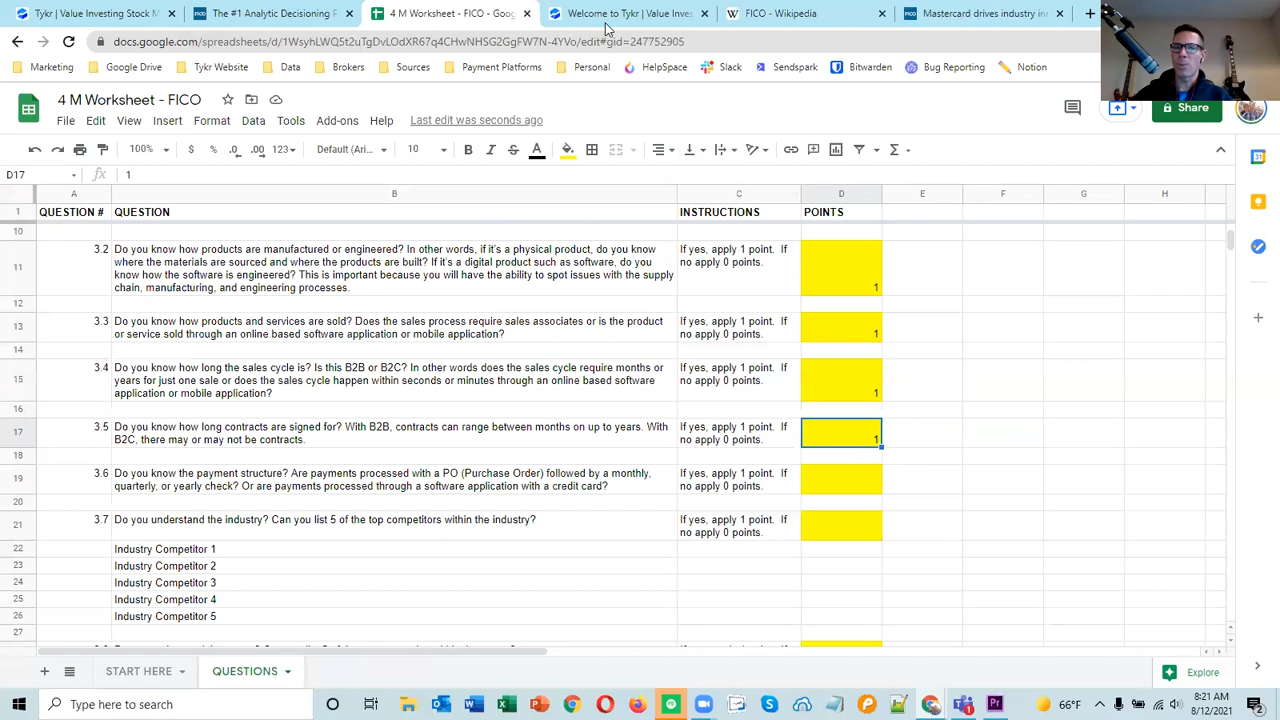 Tykr | Value Investing Stock M
The #1 Analytic Decisioning Pl
4 M Worksheet - FICO - Goog
Welcome to Tykr | Value Inves
FICO - Wikipedia
Mastercard drives industry in
docs.google.com/spreadsheets/d/1WsyhLWQ5t2uTgDvLOdXR67q4CHwNHSG2GgFW7N-4YVo/edit#gid=247752905
Marketing
Google Drive
Tykr Website
Data
Brokers
Sources
Payment Platforms
Personal
HelpSpace
Slack
Sendspark
Bitwarden
Bug Reporting
Notion
4 M Worksheet - FICO
Share
File Edit View Insert Format Data Tools Add-ons Help Last edit was seconds ago
100% $ % .0 .00 123 Default (Ari... 10 B I S A
D17 fx 1
A B C D E F G H
1 QUESTION # QUESTION INSTRUCTIONS POINTS
10
11 3.2 Do you know how products are manufactured or engineered? In other words, if it's a physical product, do you know If yes, apply 1 point. If
where the materials are sourced and where the products are built? If it's a digital product such as software, do you no apply 0 points.
know how the software is engineered? This is important because you will have the ability to spot issues with the supply
chain, manufacturing, and engineering processes. 1
12
13 3.3 Do you know how products and services are sold? Does the sales process require sales associates or is the product If yes, apply 1 point. If
or service sold through an online based software application or mobile application? no apply 0 points. 1
14
15 3.4 Do you know how long the sales cycle is? Is this B2B or B2C? In other words does the sales cycle require months or If yes, apply 1 point. If
years for just one sale or does the sales cycle happen within seconds or minutes through an online based software no apply 0 points.
application or mobile application? 1
16
17 3.5 Do you know how long contracts are signed for? With B2B, contracts can range between months on up to years. With If yes, apply 1 point. If
B2C, there may or may not be contracts. no apply 0 points. 1
18
19 3.6 Do you know the payment structure? Are payments processed with a PO (Purchase Order) followed by a monthly, If yes, apply 1 point. If
quarterly, or yearly check? Or are payments processed through a software application with a credit card? no apply 0 points.
20
21 3.7 Do you understand the industry? Can you list 5 of the top competitors within the industry? If yes, apply 1 point. If
no apply 0 points.
22 Industry Competitor 1
23 Industry Competitor 2
24 Industry Competitor 3
25 Industry Competitor 4
26 Industry Competitor 5
27
START HERE
QUESTIONS
Explore
Type here to search
66°F
8:21 AM
8/12/2021